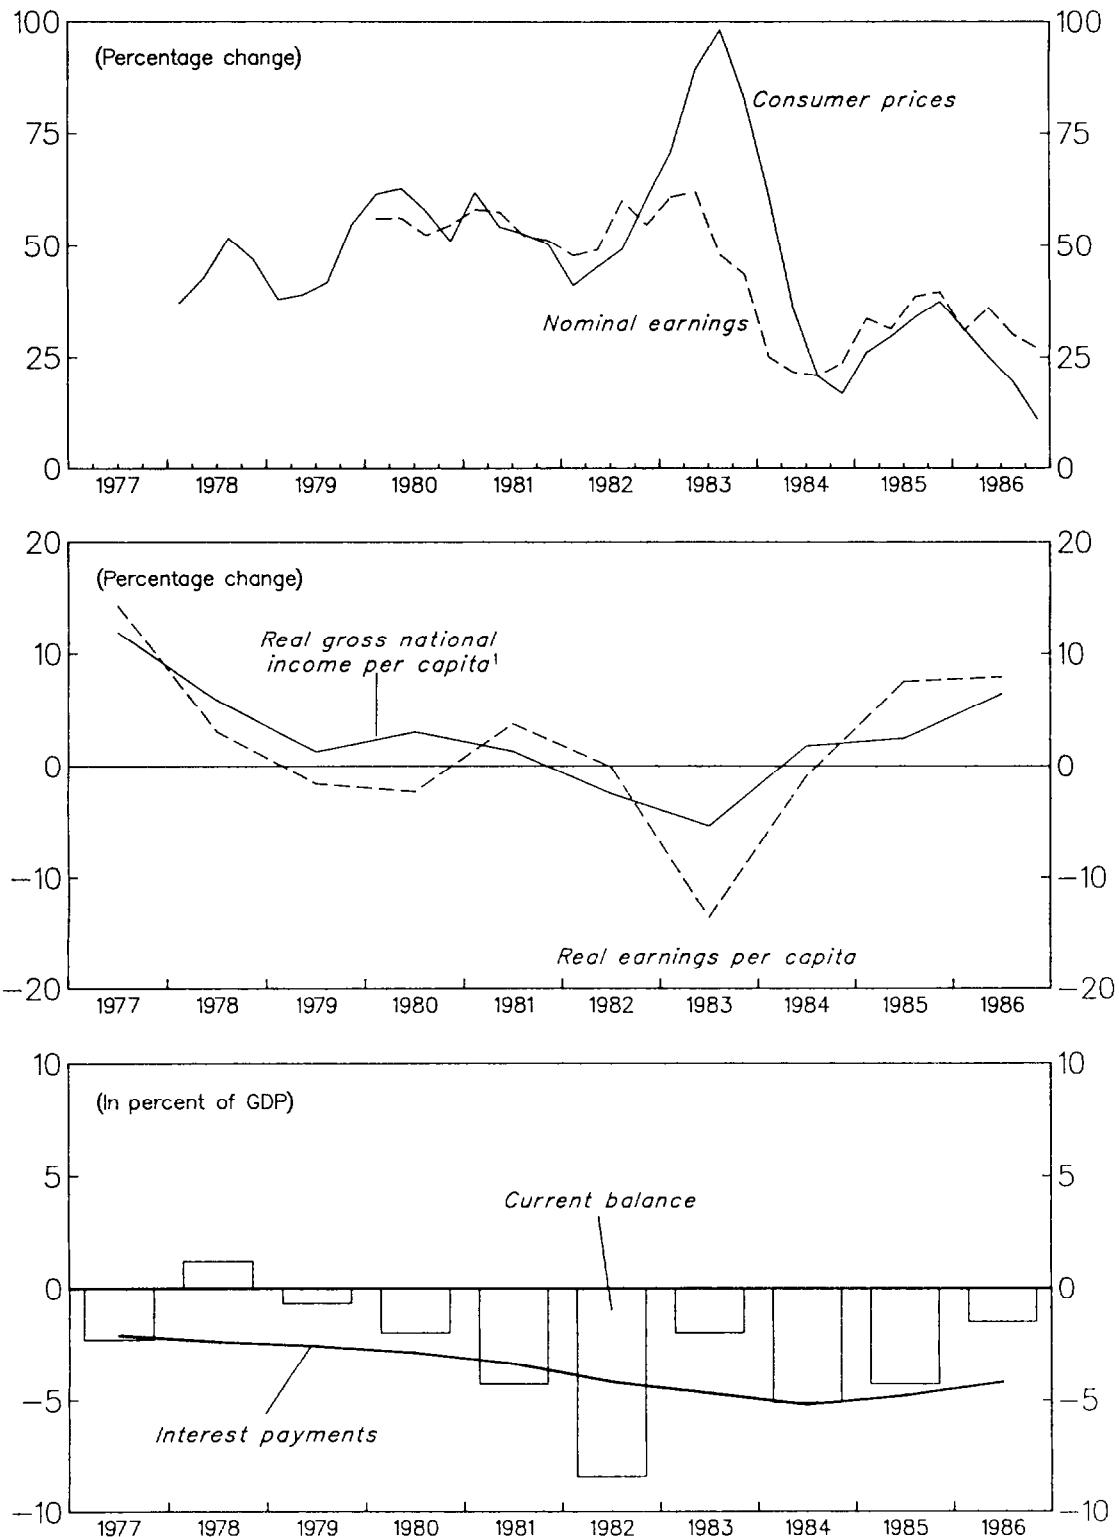 100 100
(Percentage change)
Consumer prices
75 75
50 50
Nominal earnings
25 25
0 0
1977 1978 1979 1980 1981 1982 1983 1984 1985 1986
20 20
(Percentage change)
Real gross national
income per capita¹
10 10
0 0
−10 −10
Real earnings per capita
−20 −20
1977 1978 1979 1980 1981 1982 1983 1984 1985 1986
10 10
(In percent of GDP)
5 5
Current balance
0 0
−5 −5
Interest payments
−10 −10
1977 1978 1979 1980 1981 1982 1983 1984 1985 1986